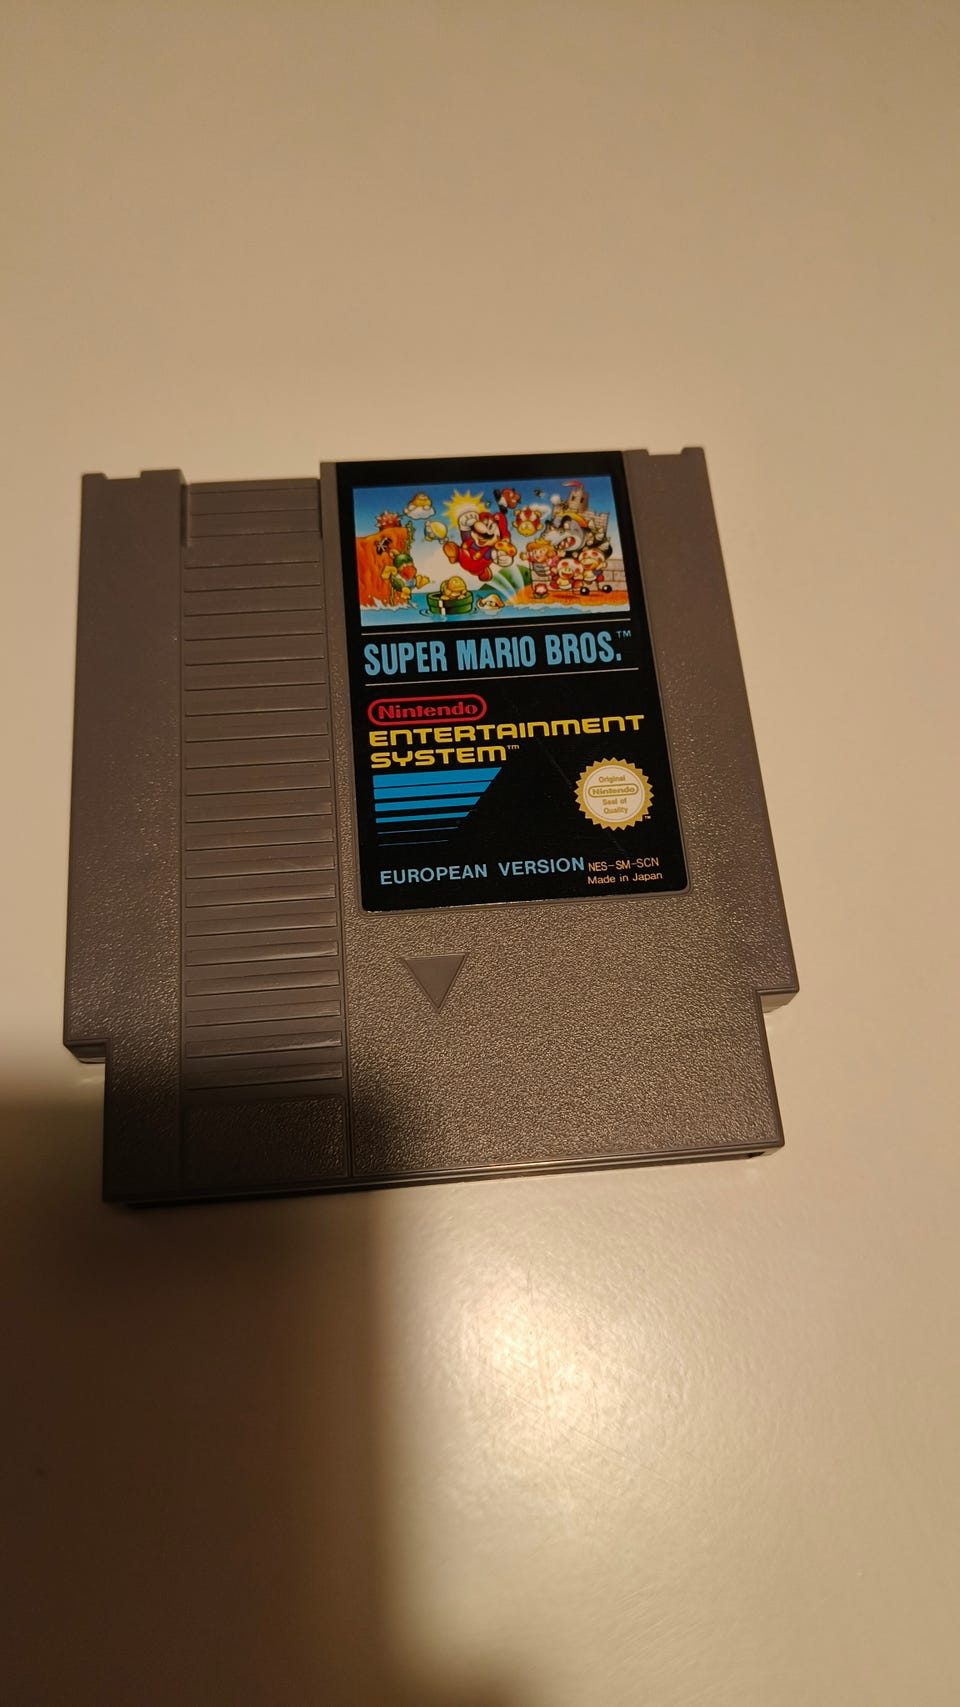 SUPER MARIO BROS.™
Nintendo
ENTERTAINMENT
SYSTEM™
Original
Nintendo
Seal of
Quality
™
EUROPEAN VERSION
NES-SM-SCN
Made in Japan